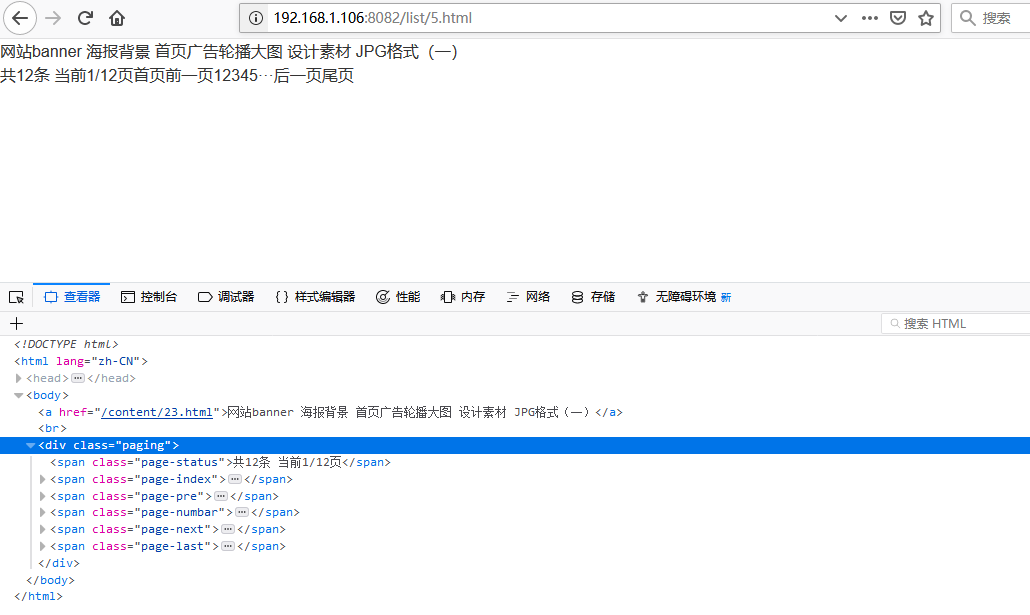 192.168.1.106:8082/list/5.html
搜索
网站banner 海报背景 首页广告轮播大图 设计素材 JPG格式（一）
共12条 当前1/12页首页前一页12345···后一页尾页
查看器 控制台 调试器 {} 样式编辑器 性能 内存 网络 存储 无障碍环境 新
搜索 HTML
<!DOCTYPE html>
<html lang="zh-CN">
<head>···</head>
<body>
<a href="/content/23.html">网站banner 海报背景 首页广告轮播大图 设计素材 JPG格式（一）</a>
<br>
<div class="paging">
<span class="page-status">共12条 当前1/12页</span>
<span class="page-index">···</span>
<span class="page-pre">···</span>
<span class="page-numbar">···</span>
<span class="page-next">···</span>
<span class="page-last">···</span>
</div>
</body>
</html>